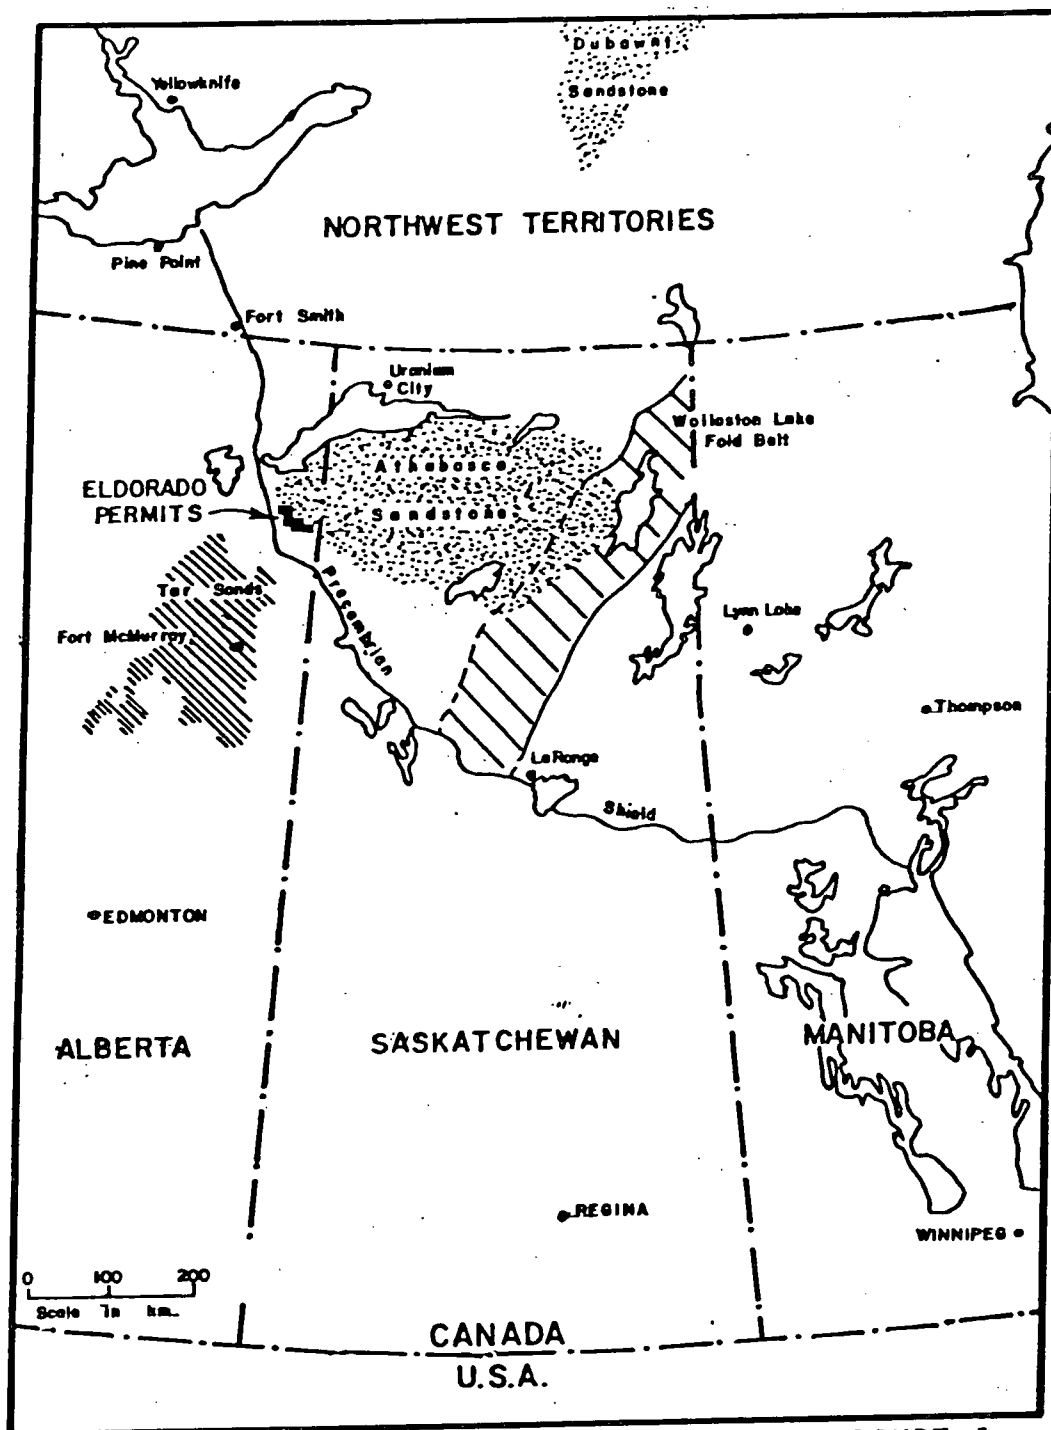 Dubawnt
Sandstone
Yellowknife
NORTHWEST TERRITORIES
Pine Point
Fort Smith
Uranium
City
Wollaston Lake
Fold Belt
Athabasca
Sandstone
ELDORADO
PERMITS
Tar Sands
Fort McMurray
Precambrian
Lynn Lake
Thompson
La Ronge
Shield
EDMONTON
ALBERTA
SASKATCHEWAN
MANITOBA
REGINA
WINNIPEG
0 100 200
Scale in km.
CANADA
U.S.A.